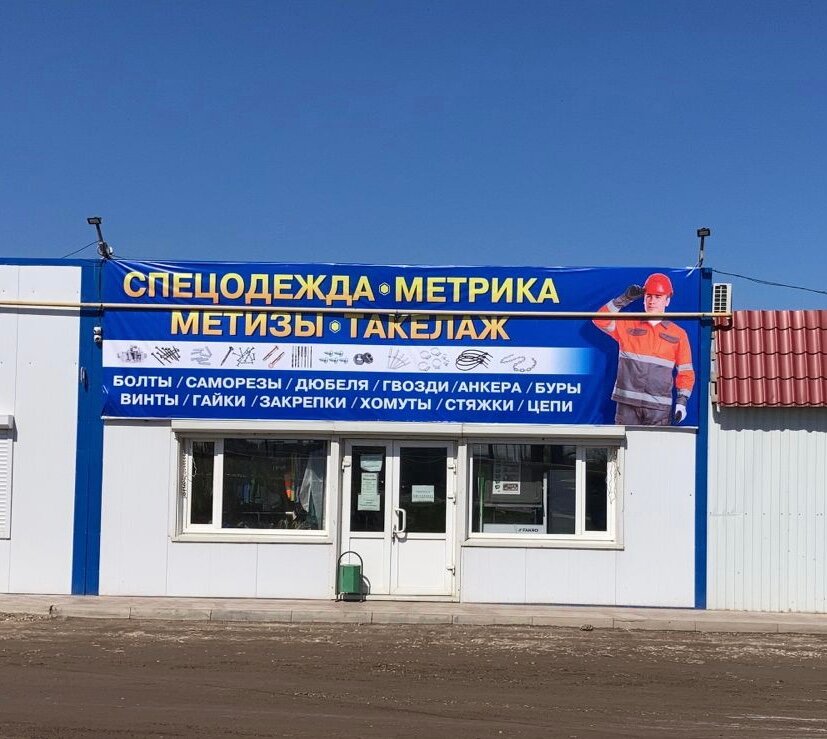 СПЕЦОДЕЖДА • МЕТРИКА
МЕТИЗЫ • ТАКЕЛАЖ
БОЛТЫ / САМОРЕЗЫ / ДЮБЕЛЯ / ГВОЗДИ / АНКЕРА / БУРЫ
ВИНТЫ / ГАЙКИ / ЗАКРЕПКИ / ХОМУТЫ / СТЯЖКИ / ЦЕПИ